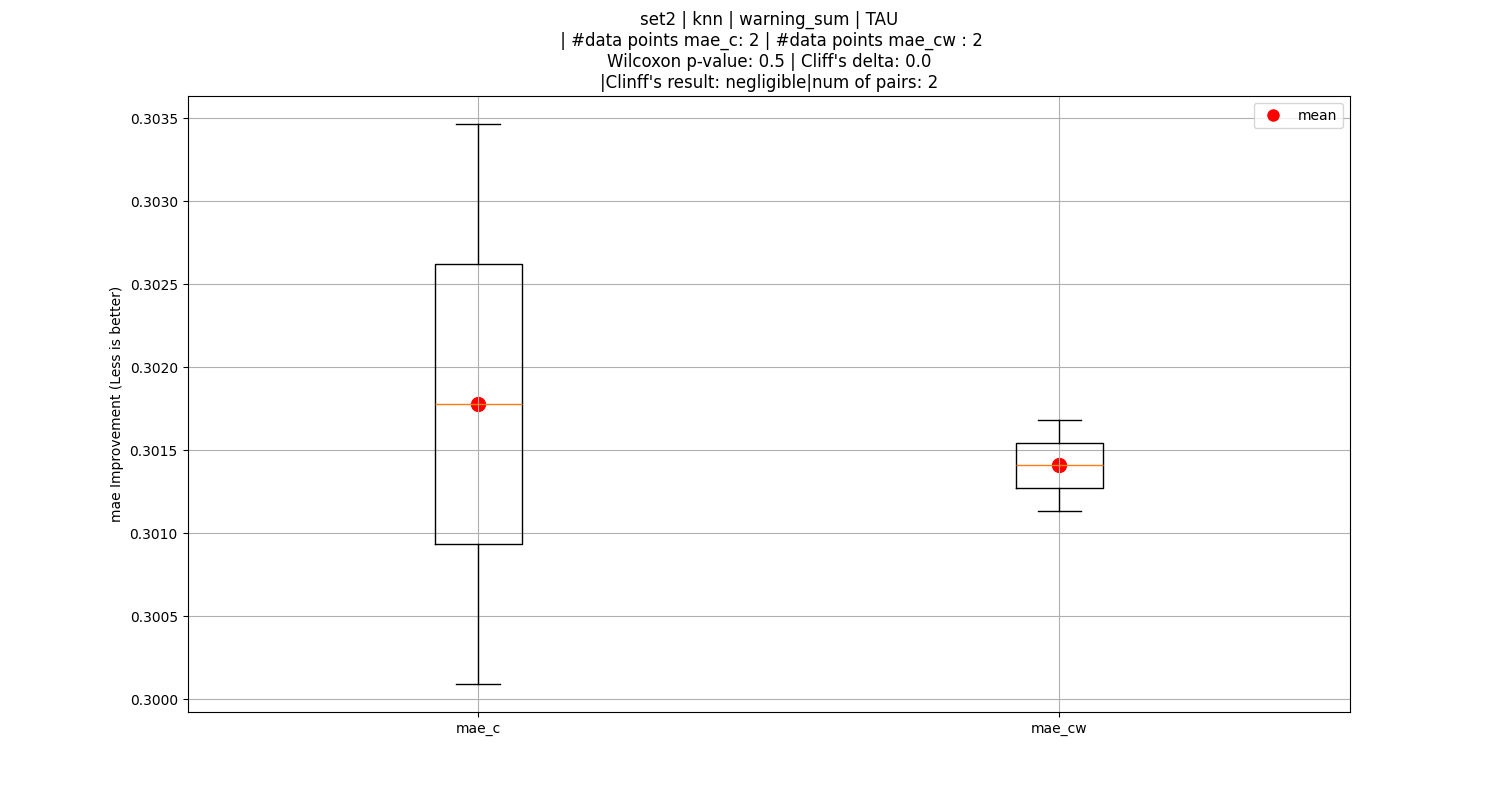 set2 | knn | warning_sum | TAU
| #data points mae_c: 2 | #data points mae_cw : 2
Wilcoxon p-value: 0.5 | Cliff's delta: 0.0
|Clinff's result: negligible|num of pairs: 2
mean
mae Improvement (Less is better)
0.3035
0.3030
0.3025
0.3020
0.3015
0.3010
0.3005
0.3000
mae_c
mae_cw